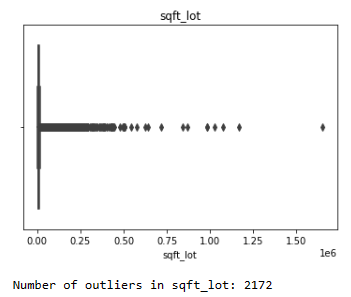 sqft_lot
0.00 0.25 0.50 0.75 1.00 1.25 1.50
1e6
sqft_lot
Number of outliers in sqft_lot: 2172